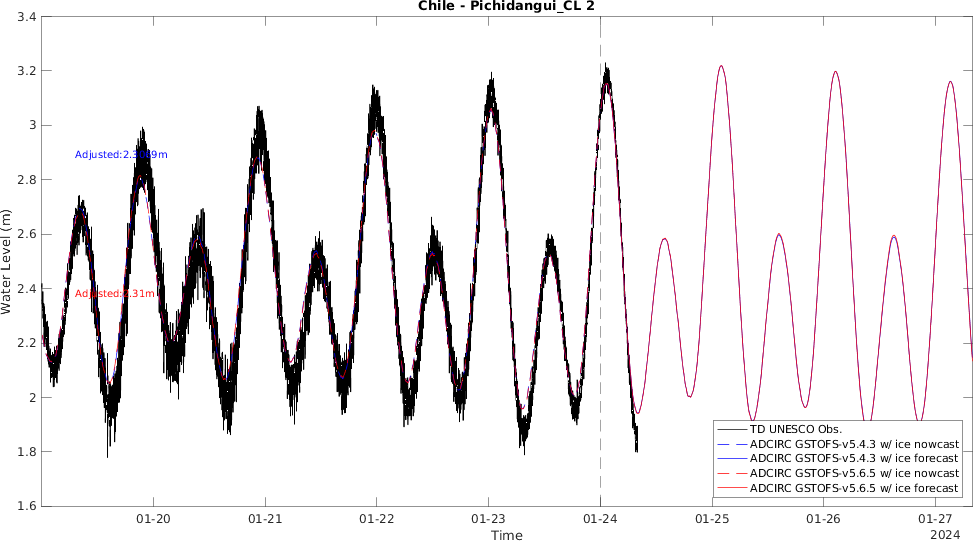 Chile - Pichidangui_CL 2
3.4
3.2
3
2.8
2.6
2.4
2.2
2
1.8
1.6
Water Level (m)
Adjusted:
Adjusted:
01-20
01-21
01-22
01-23
01-24
01-25
01-26
01-27
Time
2024
TD UNESCO Obs.
ADCIRC GSTOFS-v5.4.3 w/ ice nowcast
ADCIRC GSTOFS-v5.4.3 w/ ice forecast
ADCIRC GSTOFS-v5.6.5 w/ ice nowcast
ADCIRC GSTOFS-v5.6.5 w/ ice forecast